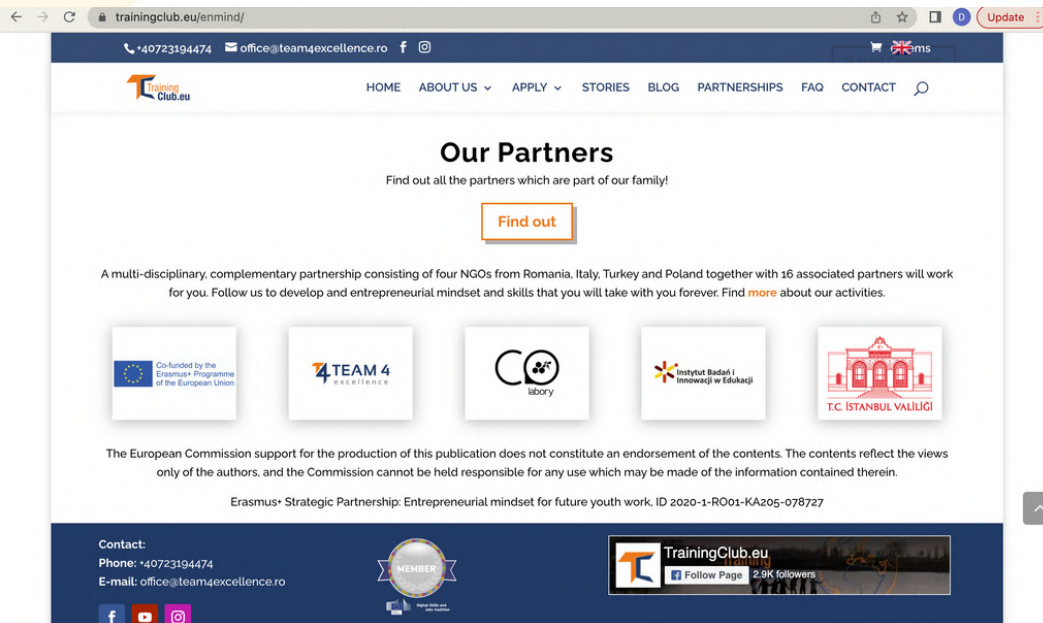 trainingclub.eu/enmind/
D
Update
+40723194474 office@team4excellence.ro
ems
Training
Club.eu
HOME ABOUT US APPLY STORIES BLOG PARTNERSHIPS FAQ CONTACT
Our Partners
Find out all the partners which are part of our family!
Find out
A multi-disciplinary, complementary partnership consisting of four NGOs from Romania, Italy, Turkey and Poland together with 16 associated partners will work
for you. Follow us to develop and entrepreneurial mindset and skills that you will take with you forever. Find more about our activities.
Co-funded by the
Erasmus+ Programme
of the European Union
T4 TEAM 4
excellence
CO
labory
Instytut Badań i
Innowacji w Edukacji
T.C. İSTANBUL VALİLİĞİ
The European Commission support for the production of this publication does not constitute an endorsement of the contents. The contents reflect the views
only of the authors, and the Commission cannot be held responsible for any use which may be made of the information contained therein.
Erasmus+ Strategic Partnership: Entrepreneurial mindset for future youth work, ID 2020-1-RO01-KA205-078727
Contact:
Phone: +40723194474
E-mail: office@team4excellence.ro
MEMBER
Digital Skills and
Jobs Coalition
TrainingClub.eu
Follow Page 2.9K followers